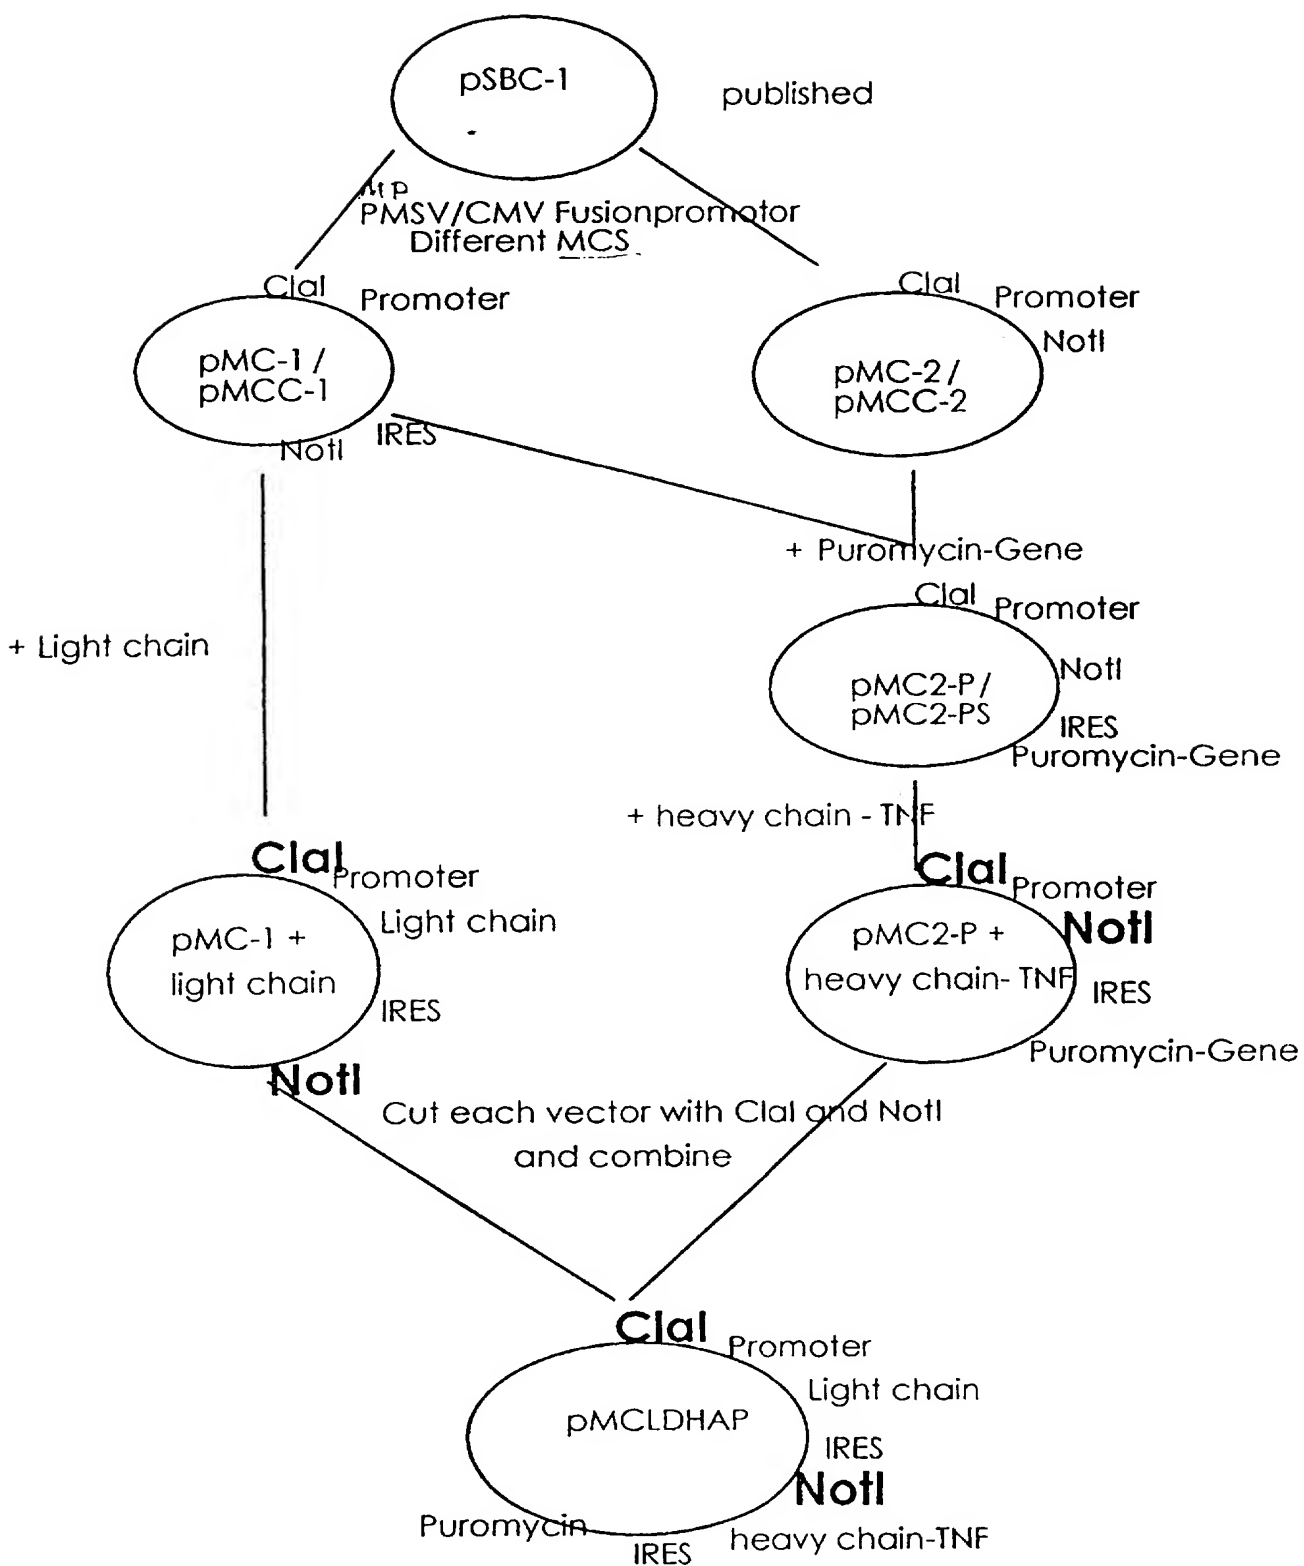 pSBC-1
published
PMSV/CMV Fusionpromotor
Different MCS
ClaI
Promoter
pMC-1 /
pMCC-1
IRES
NotI
ClaI
Promoter
NotI
pMC-2 /
pMCC-2
+ Puromycin-Gene
ClaI
Promoter
NotI
pMC2-P /
pMC2-PS
IRES
Puromycin-Gene
+ Light chain
+ heavy chain - TNF
ClaI
Promoter
Light chain
pMC-1 +
light chain
IRES
NotI
ClaI
Promoter
NotI
pMC2-P +
heavy chain- TNF
IRES
Puromycin-Gene
Cut each vector with ClaI and NotI
and combine
ClaI
Promoter
Light chain
pMCLDHAP
IRES
NotI
heavy chain-TNF
IRES
Puromycin